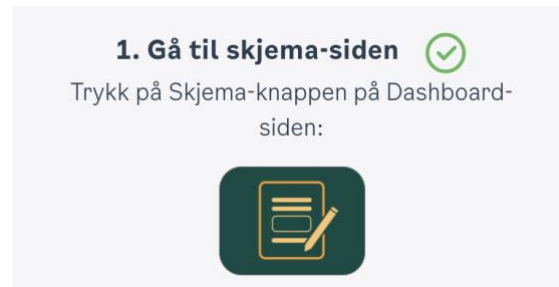 1. Gå til skjema-siden
Trykk på Skjema-knappen på Dashboard-
siden: